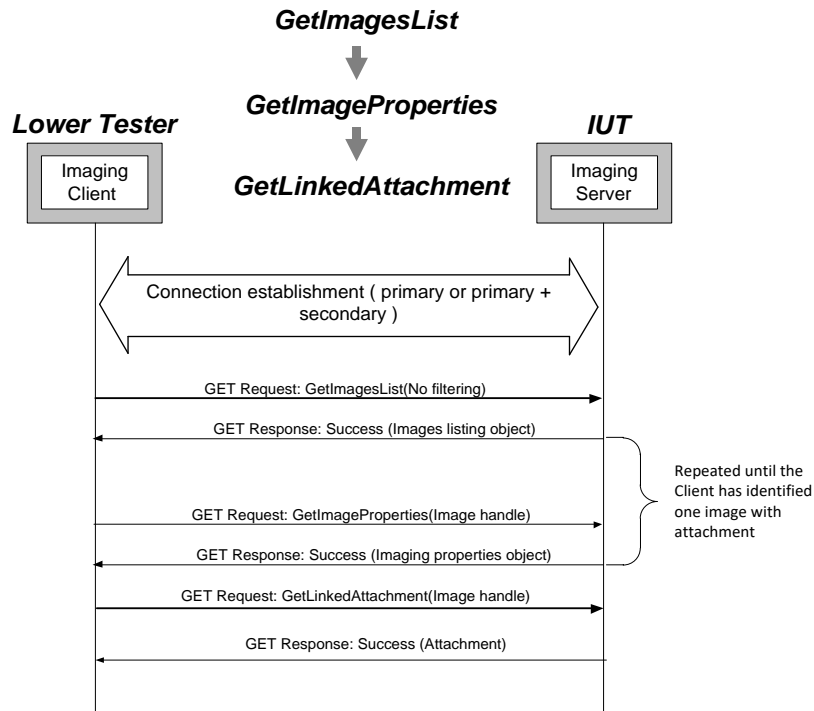 GetImagesList
GetImageProperties
Lower Tester
IUT
GetLinkedAttachment
Imaging
Client
Imaging
Server
Connection establishment ( primary or primary +
secondary )
GET Request: GetImagesList(No filtering)
GET Response: Success (Images listing object)
Repeated until the
Client has identified
one image with
attachment
GET Request: GetImageProperties(Image handle)
GET Response: Success (Imaging properties object)
GET Request: GetLinkedAttachment(Image handle)
GET Response: Success (Attachment)